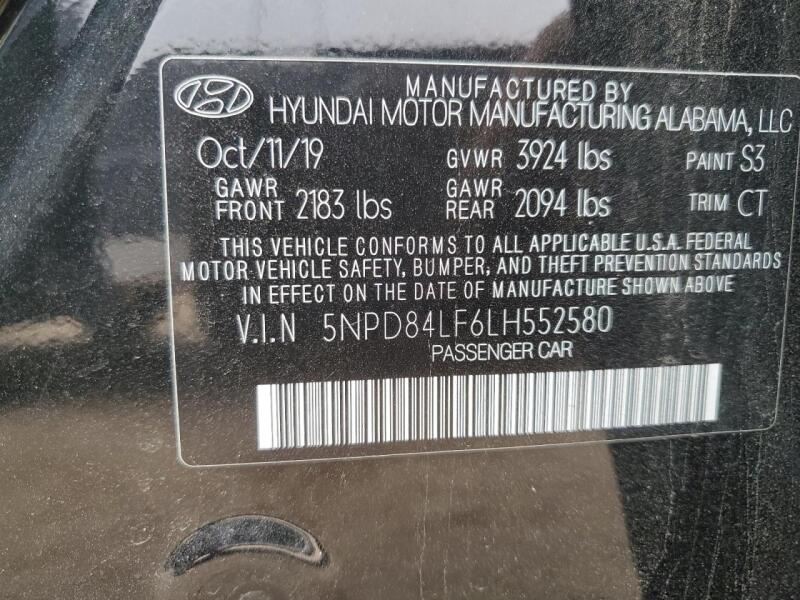 MANUFACTURED BY
HYUNDAI MOTOR MANUFACTURING ALABAMA, LLC
Oct/11/19 GVWR 3924 lbs PAINT S3
GAWR FRONT 2183 lbs GAWR REAR 2094 lbs TRIM CT
THIS VEHICLE CONFORMS TO ALL APPLICABLE U.S.A. FEDERAL
MOTOR VEHICLE SAFETY, BUMPER, AND THEFT PREVENTION STANDARDS
IN EFFECT ON THE DATE OF MANUFACTURE SHOWN ABOVE
V.I.N 5NPD84LF6LH552580
PASSENGER CAR